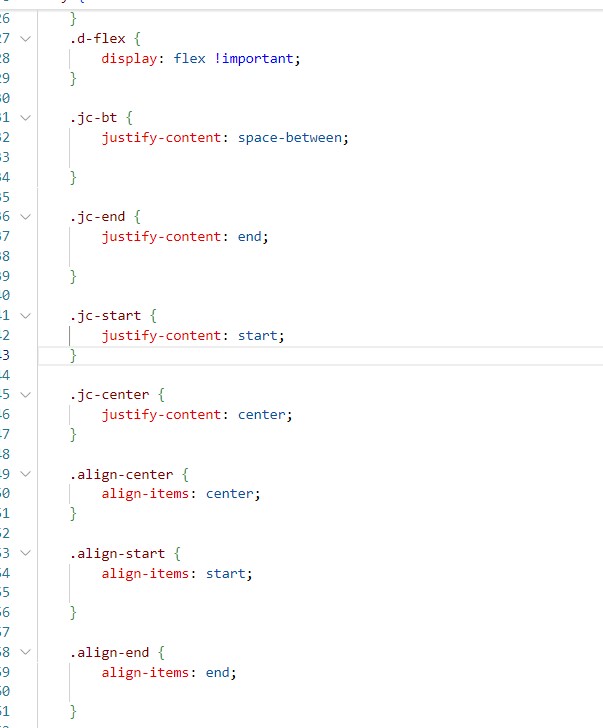 26 }
27 .d-flex {
28 display: flex !important;
29 }
30
31 .jc-bt {
32 justify-content: space-between;
33
34 }
35
36 .jc-end {
37 justify-content: end;
38
39 }
40
41 .jc-start {
42 justify-content: start;
43 }
44
45 .jc-center {
46 justify-content: center;
47 }
48
49 .align-center {
50 align-items: center;
51 }
52
53 .align-start {
54 align-items: start;
55
56 }
57
58 .align-end {
59 align-items: end;
60
61 }